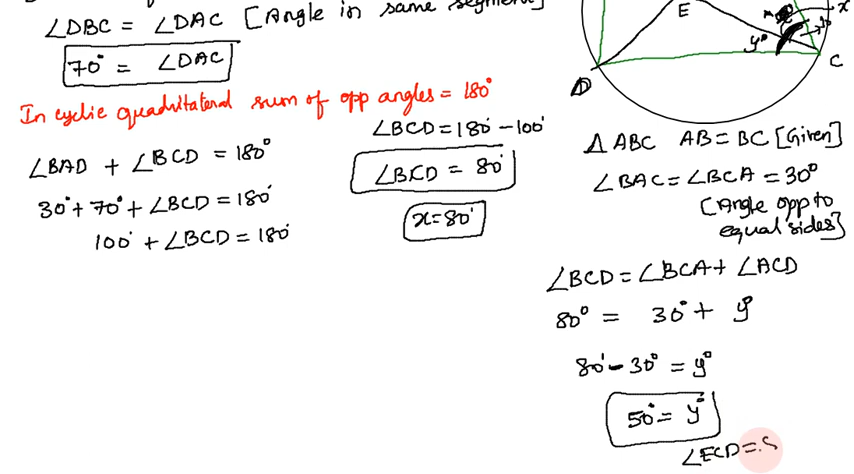 ∠DBC = ∠DAC [Angle in same segment]
70° = ∠DAC
In cyclic quadrilateral sum of opp angles = 180°
∠BAD + ∠BCD = 180°
30° + 70° + ∠BCD = 180°
100° + ∠BCD = 180°
∠BCD = 180° - 100°
∠BCD = 80°
x = 80°
E
y°
x
D
C
Δ ABC AB = BC [Given]
∠BAC = ∠BCA = 30°
[Angle opp to
equal sides]
∠BCD = ∠BCA + ∠ACD
80° = 30° + y°
80° - 30° = y°
50° = y°
∠ECD =